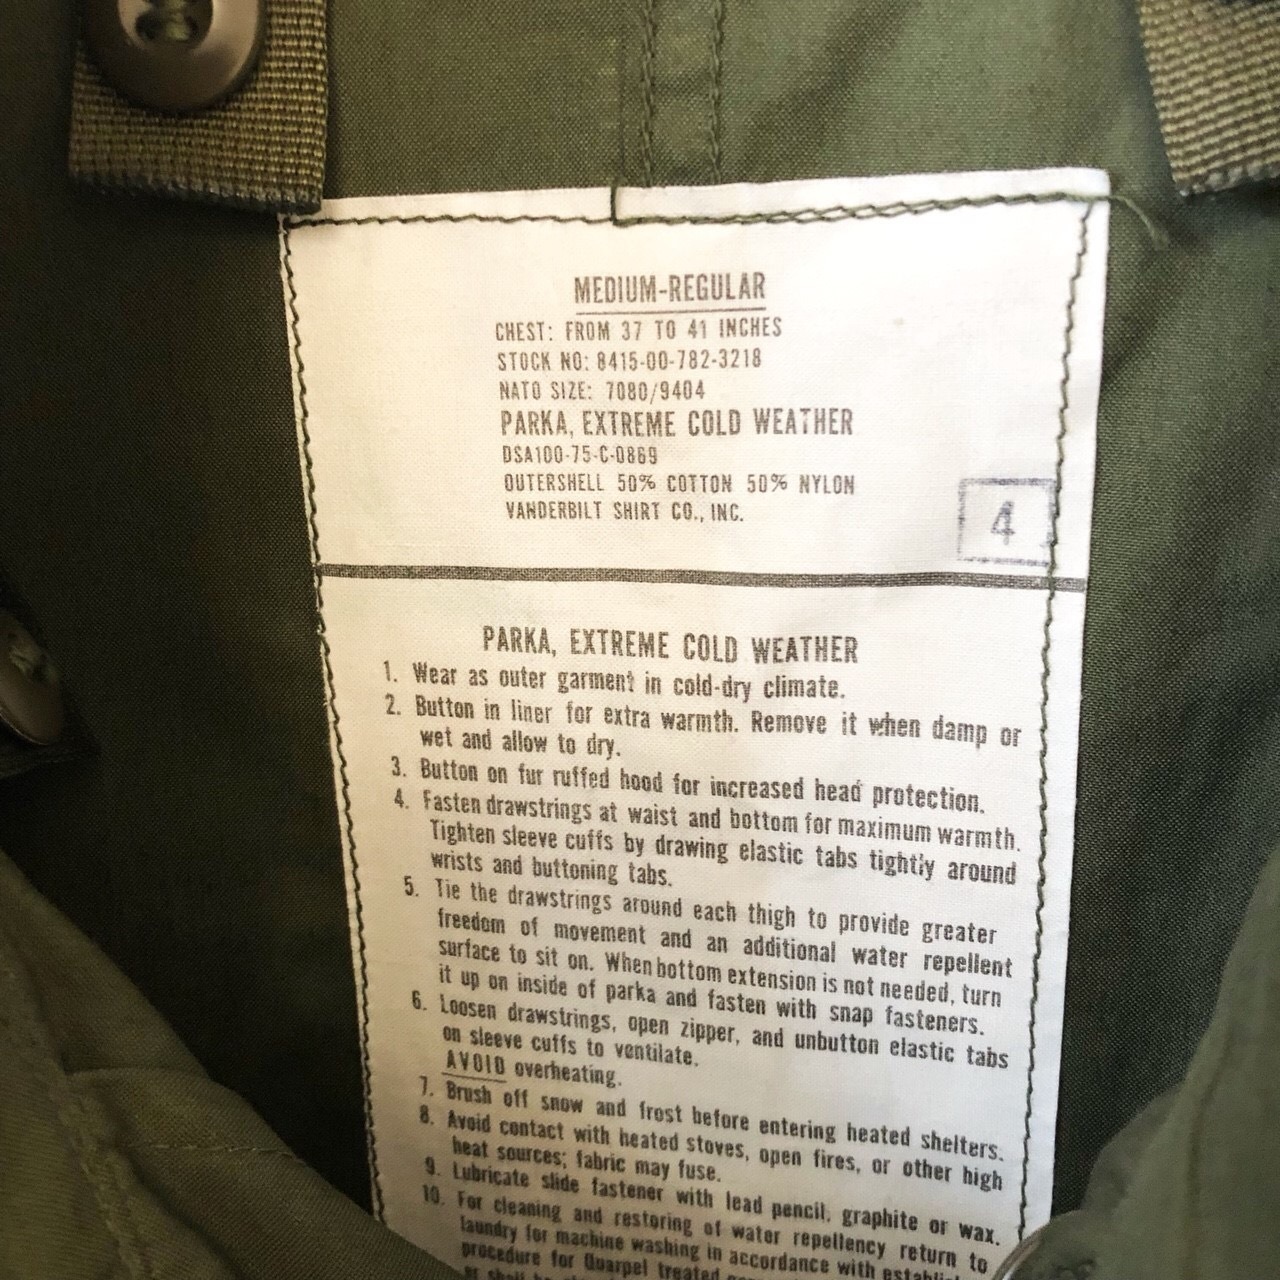 MEDIUM-REGULAR
CHEST: FROM 37 TO 41 INCHES
STOCK NO: 8415-00-782-3218
NATO SIZE: 7080/9404
PARKA, EXTREME COLD WEATHER
DSA100-75-C-0869
OUTERSHELL 50% COTTON 50% NYLON
VANDERBILT SHIRT CO., INC.
4
PARKA, EXTREME COLD WEATHER
1. Wear as outer garment in cold-dry climate.
2. Button in liner for extra warmth. Remove it when damp or
wet and allow to dry.
3. Button on fur ruffed hood for increased head protection.
4. Fasten drawstrings at waist and bottom for maximum warmth.
Tighten sleeve cuffs by drawing elastic tabs tightly around
wrists and buttoning tabs.
5. Tie the drawstrings around each thigh to provide greater
freedom of movement and an additional water repellent
surface to sit on. When bottom extension is not needed, turn
it up on inside of parka and fasten with snap fasteners.
6. Loosen drawstrings, open zipper, and unbutton elastic tabs
on sleeve cuffs to ventilate.
AVOID overheating.
7. Brush off snow and frost before entering heated shelters.
8. Avoid contact with heated stoves, open fires, or other high
heat sources; fabric may fuse.
9. Lubricate slide fastener with lead pencil, graphite or wax.
10. For cleaning and restoring of water repellency return to
laundry for machine washing in accordance with
procedure for Quarpel treated